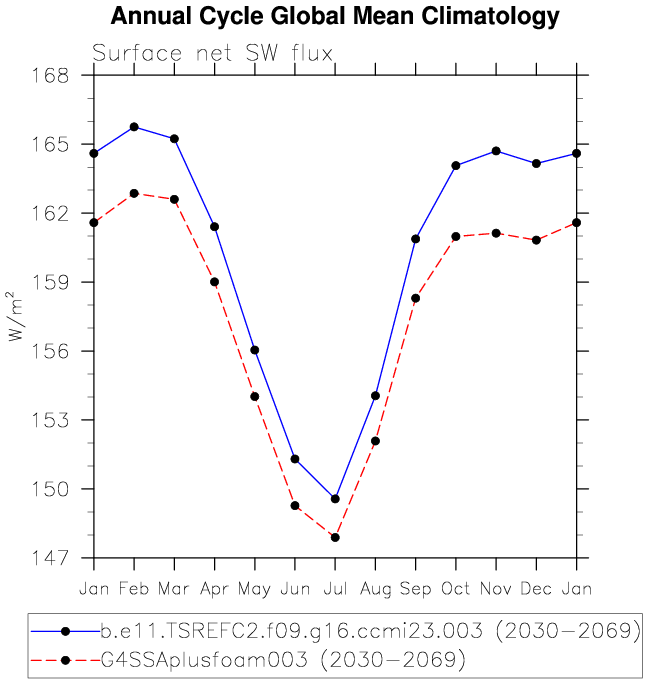 Annual Cycle Global Mean Climatology
Surface net SW flux
168
165
162
159
156
153
150
147
W/m²
Jan Feb Mar Apr May Jun Jul Aug Sep Oct Nov Dec Jan
b.e11.TSREFC2.f09.g16.ccmi23.003 (2030-2069)
G4SSAplusfoam003 (2030-2069)